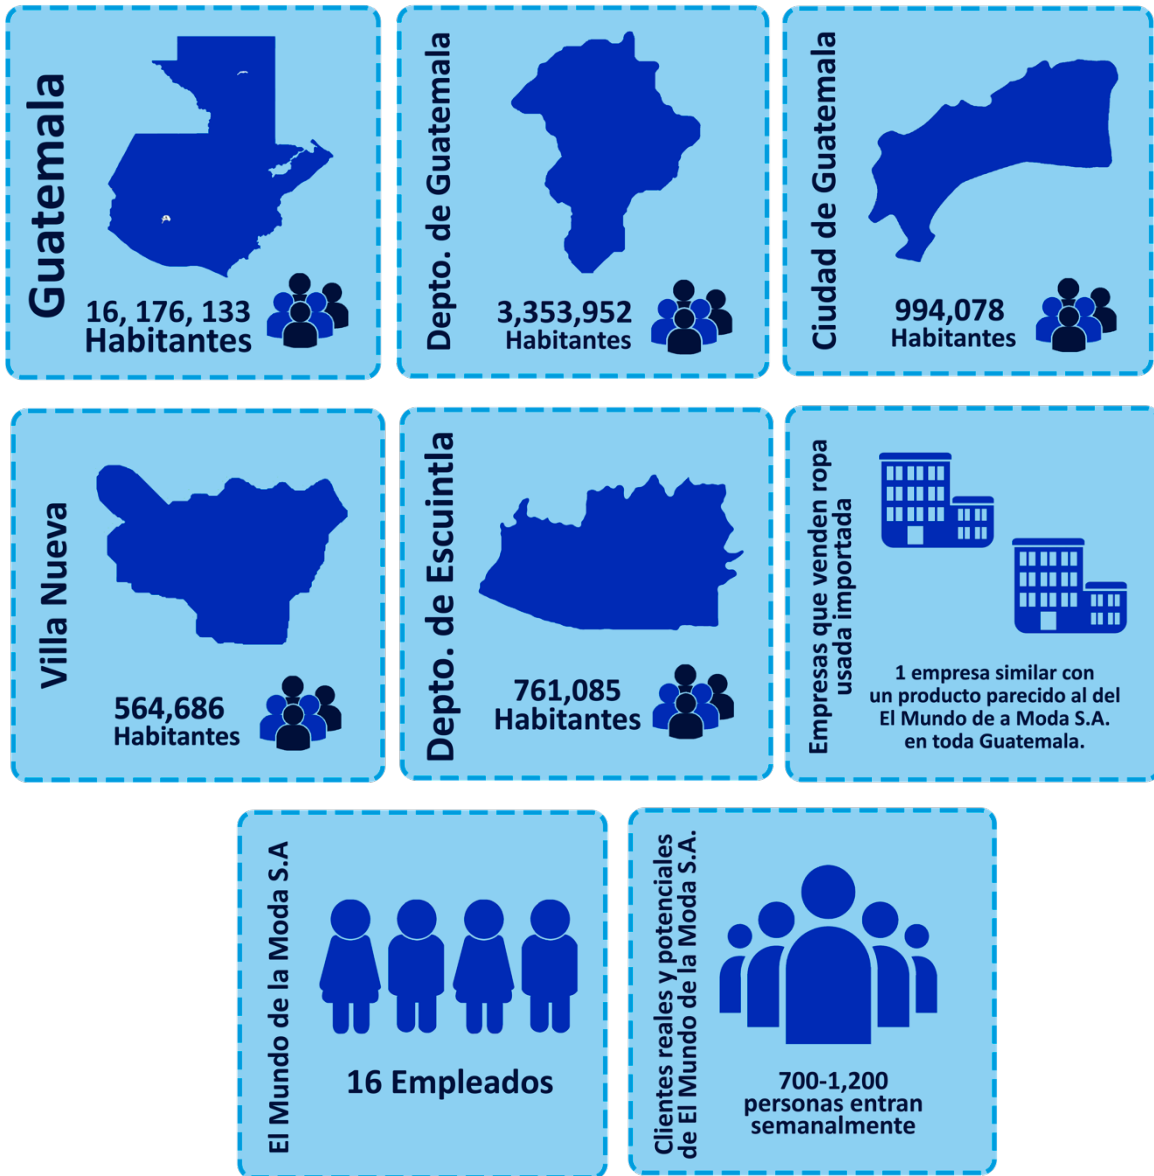 Guatemala
16, 176, 133
Habitantes
Depto. de Guatemala
3,353,952
Habitantes
Ciudad de Guatemala
994,078
Habitantes
Villa Nueva
564,686
Habitantes
Depto. de Escuintla
761,085
Habitantes
Empresas que venden ropa
usada importada
1 empresa similar con
un producto parecido al del
El Mundo de a Moda S.A.
en toda Guatemala.
El Mundo de la Moda S.A
16 Empleados
Clientes reales y potenciales
de El Mundo de la Moda S.A.
700-1,200
personas entran
semanalmente